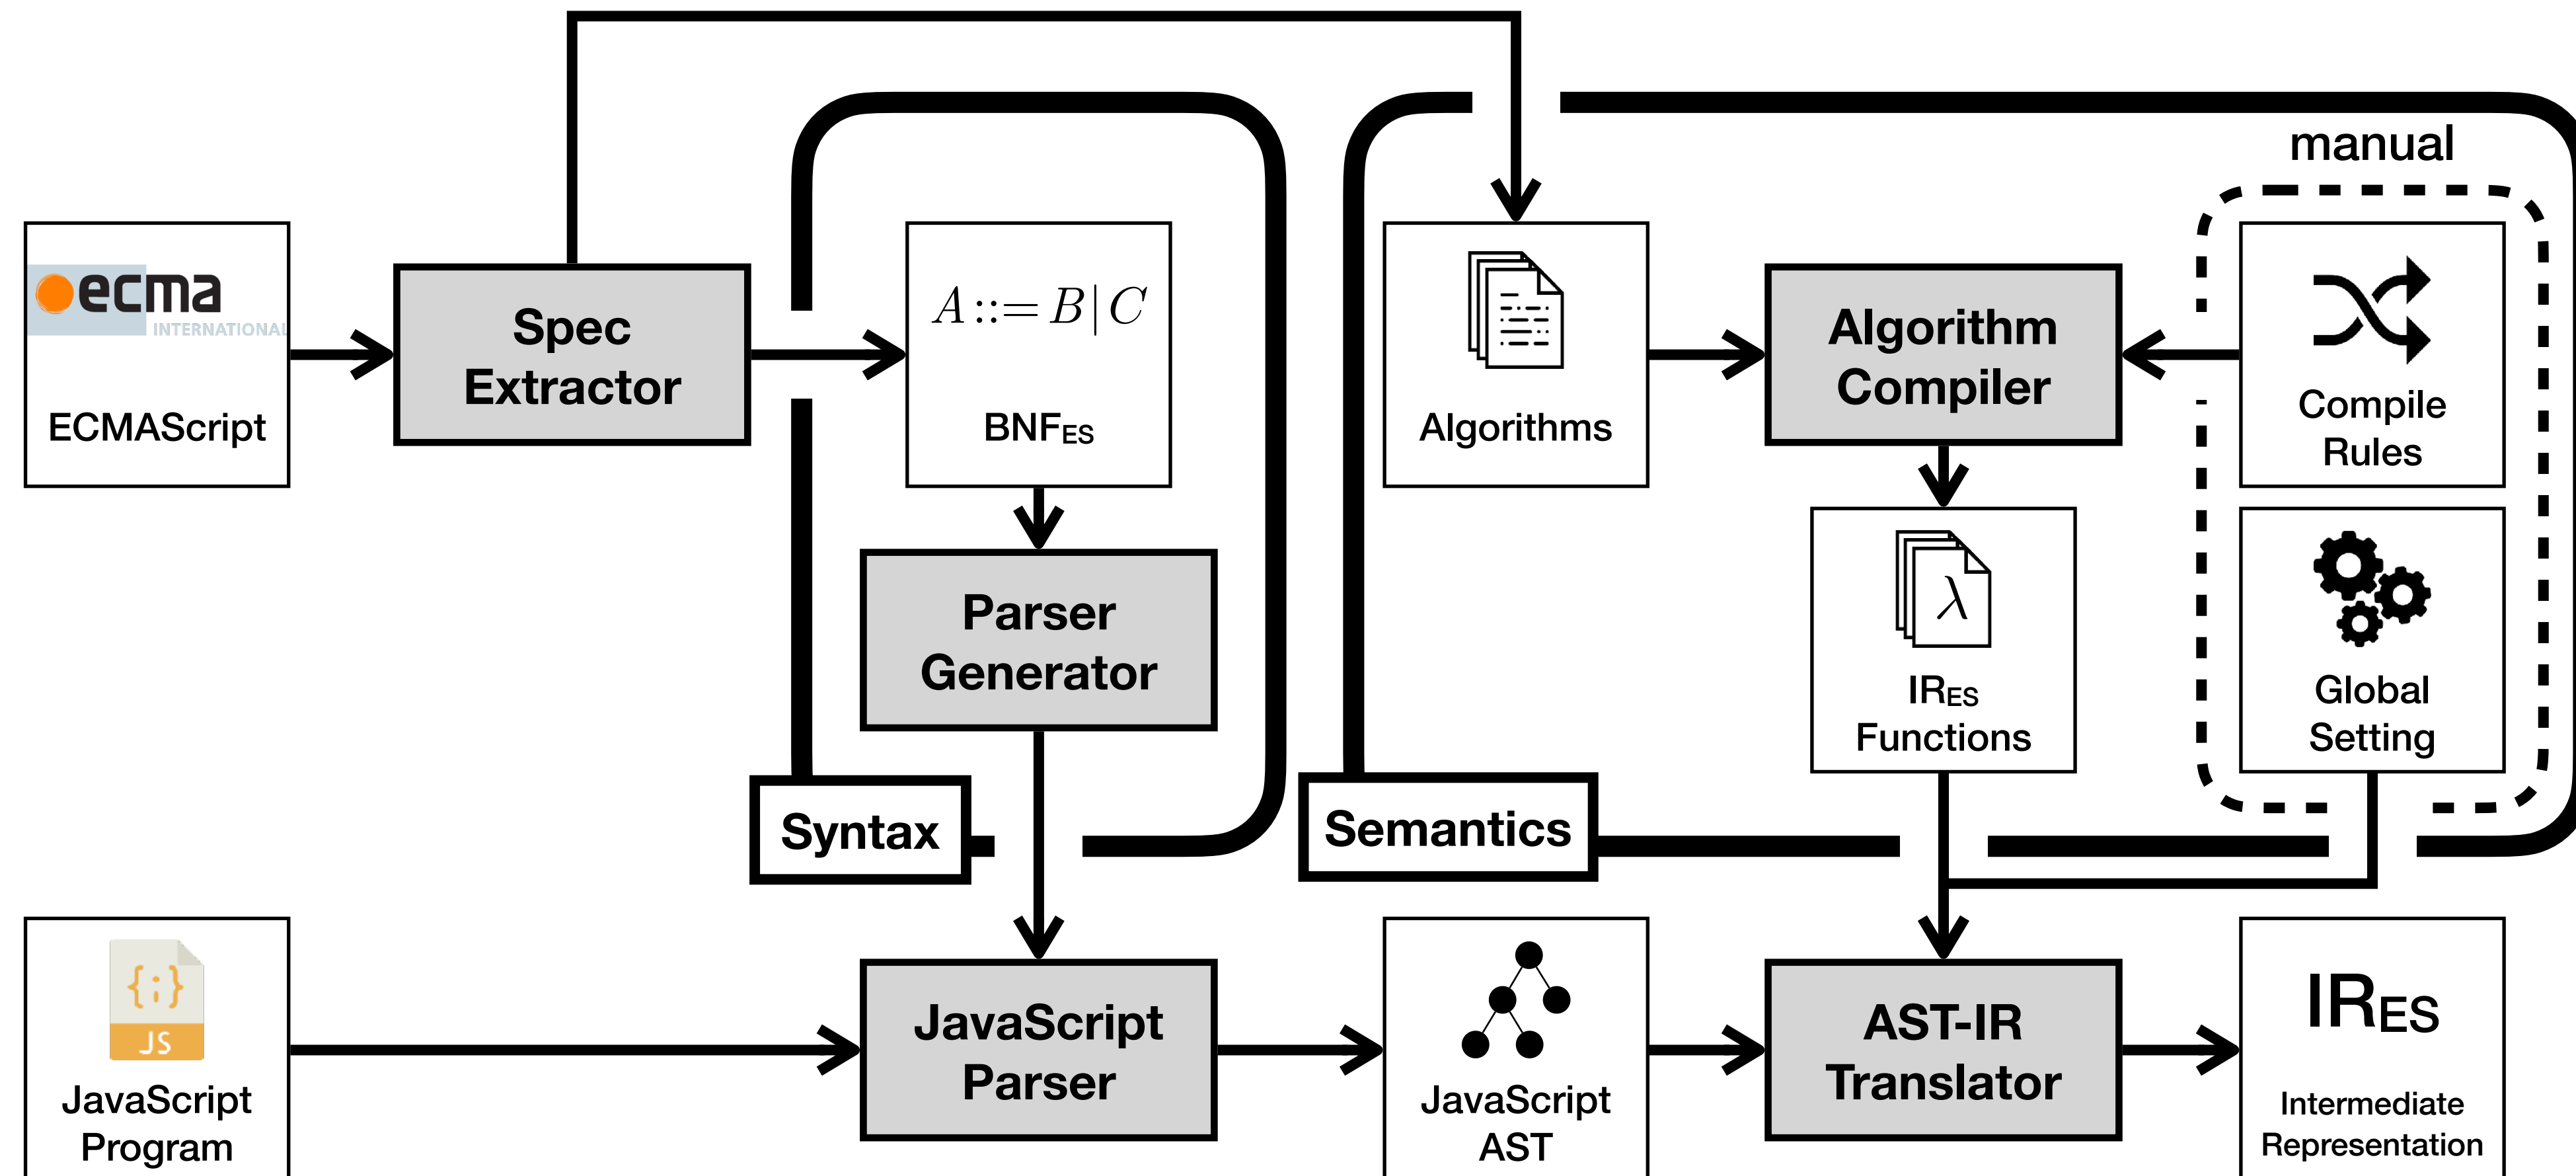 manual
ecma
INTERNATIONAL
ECMAScript
Spec
Extractor
A ::= B | C
BNFES
Algorithms
Algorithm
Compiler
Compile
Rules
Parser
Generator
λ
IRES
Functions
Global
Setting
Syntax
Semantics
{;}
JS
JavaScript
Program
JavaScript
Parser
JavaScript
AST
AST-IR
Translator
IRES
Intermediate
Representation